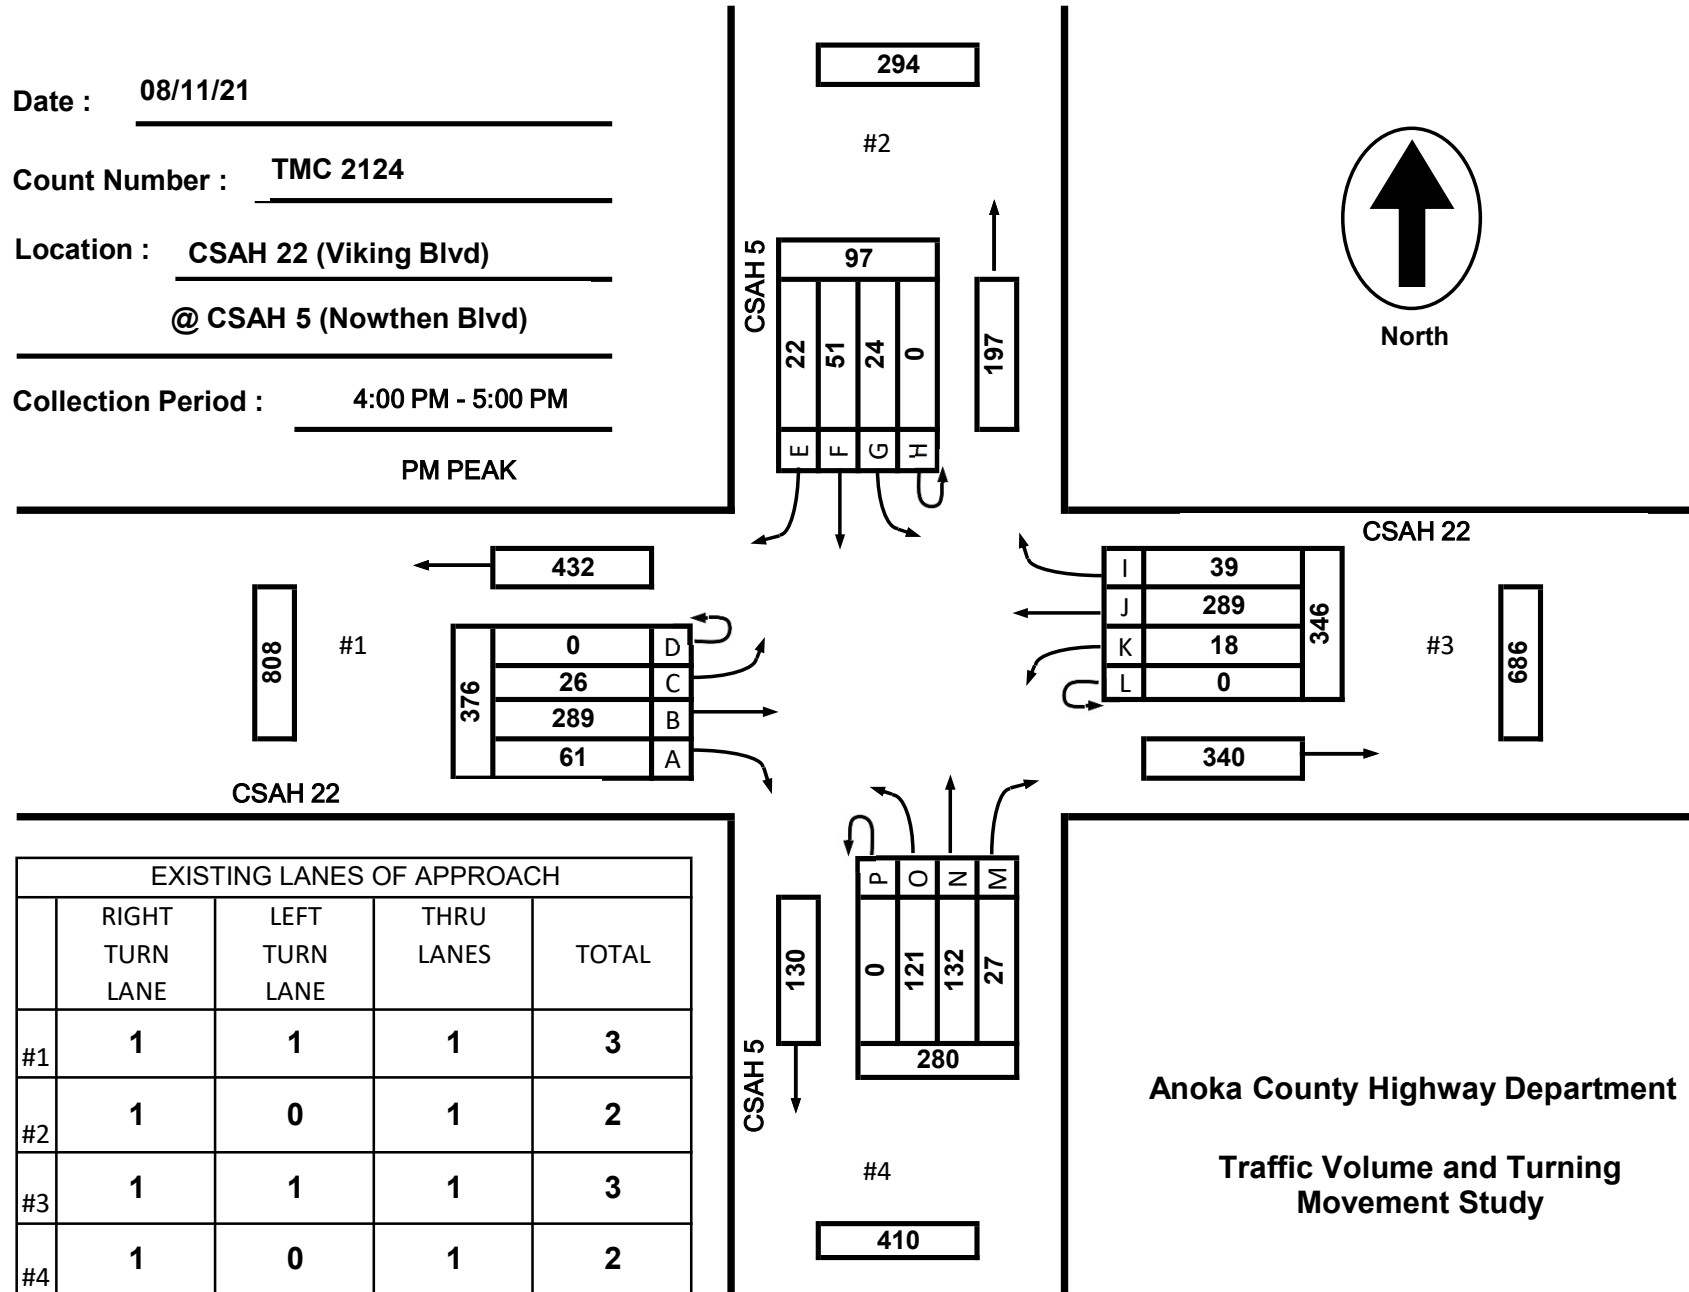 Date : 08/11/21
Count Number : TMC 2124
Location : CSAH 22 (Viking Blvd)
@ CSAH 5 (Nowthen Blvd)
Collection Period : 4:00 PM - 5:00 PM
PM PEAK
294
#2
CSAH 5
97
22 51 24 0
E F G H
197
North
CSAH 22
432
808
#1
376
0 D
26 C
289 B
61 A
CSAH 22
I 39
J 289
K 18
L 0
346
#3
686
340
P O N M
0 121 132 27
280
130
CSAH 5
#4
410
EXISTING LANES OF APPROACH
RIGHT TURN LANE
LEFT TURN LANE
THRU LANES
TOTAL
#1 1 1 1 3
#2 1 0 1 2
#3 1 1 1 3
#4 1 0 1 2
Anoka County Highway Department
Traffic Volume and Turning
Movement Study